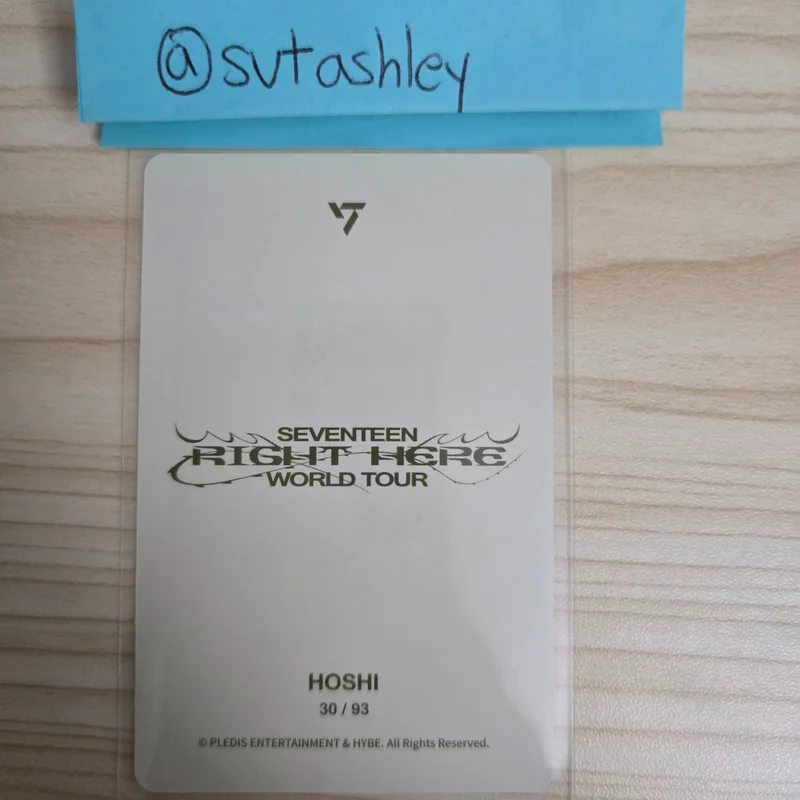 @svtashley
SEVENTEEN
RIGHT HERE
WORLD TOUR
HOSHI
30 / 93
© PLEDIS ENTERTAINMENT & HYBE. All Rights Reserved.